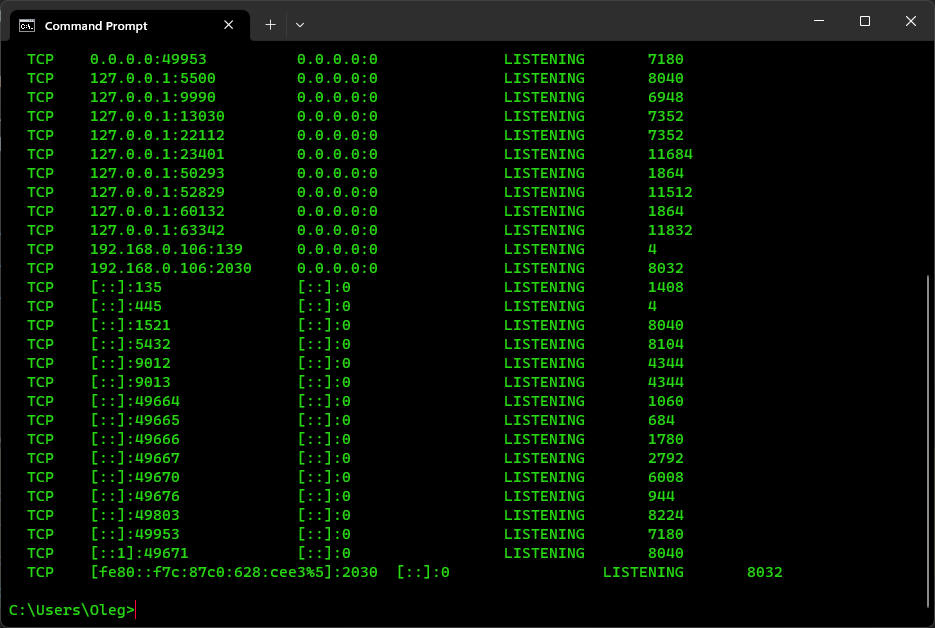 Command Prompt
TCP 0.0.0.0:49953 0.0.0.0:0 LISTENING 7180
TCP 127.0.0.1:5500 0.0.0.0:0 LISTENING 8040
TCP 127.0.0.1:9990 0.0.0.0:0 LISTENING 6948
TCP 127.0.0.1:13030 0.0.0.0:0 LISTENING 7352
TCP 127.0.0.1:22112 0.0.0.0:0 LISTENING 7352
TCP 127.0.0.1:23401 0.0.0.0:0 LISTENING 11684
TCP 127.0.0.1:50293 0.0.0.0:0 LISTENING 1864
TCP 127.0.0.1:52829 0.0.0.0:0 LISTENING 11512
TCP 127.0.0.1:60132 0.0.0.0:0 LISTENING 1864
TCP 127.0.0.1:63342 0.0.0.0:0 LISTENING 11832
TCP 192.168.0.106:139 0.0.0.0:0 LISTENING 4
TCP 192.168.0.106:2030 0.0.0.0:0 LISTENING 8032
TCP [::]:135 [::]:0 LISTENING 1408
TCP [::]:445 [::]:0 LISTENING 4
TCP [::]:1521 [::]:0 LISTENING 8040
TCP [::]:5432 [::]:0 LISTENING 8104
TCP [::]:9012 [::]:0 LISTENING 4344
TCP [::]:9013 [::]:0 LISTENING 4344
TCP [::]:49664 [::]:0 LISTENING 1060
TCP [::]:49665 [::]:0 LISTENING 684
TCP [::]:49666 [::]:0 LISTENING 1780
TCP [::]:49667 [::]:0 LISTENING 2792
TCP [::]:49670 [::]:0 LISTENING 6008
TCP [::]:49676 [::]:0 LISTENING 944
TCP [::]:49803 [::]:0 LISTENING 8224
TCP [::]:49953 [::]:0 LISTENING 7180
TCP [::1]:49671 [::]:0 LISTENING 8040
TCP [fe80::f7c:87c0:628:cee3%5]:2030 [::]:0 LISTENING 8032
C:\Users\Oleg>